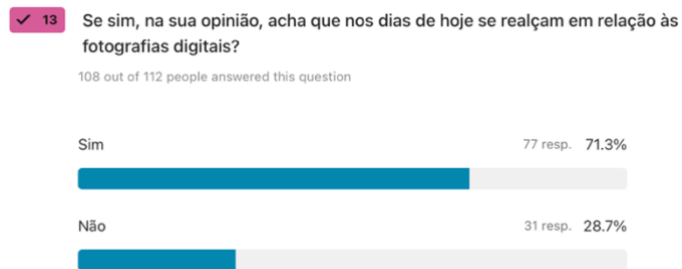 13 Se sim, na sua opinião, acha que nos dias de hoje se realçam em relação às
fotografias digitais?
108 out of 112 people answered this question
Sim 77 resp. 71.3%
Não 31 resp. 28.7%